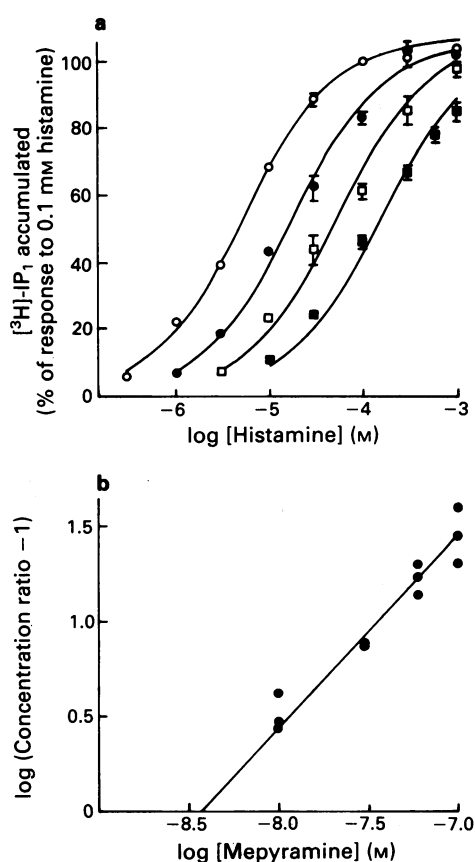 a
[³H]-IP₁ accumulated
(% of response to 0.1 mM histamine)
100
80
60
40
20
0
−6 −5 −4 −3
log [Histamine] (M)
b
log (Concentration ratio −1)
1.5
1.0
0.5
0
−8.5 −8.0 −7.5 −7.0
log [Mepyramine] (M)